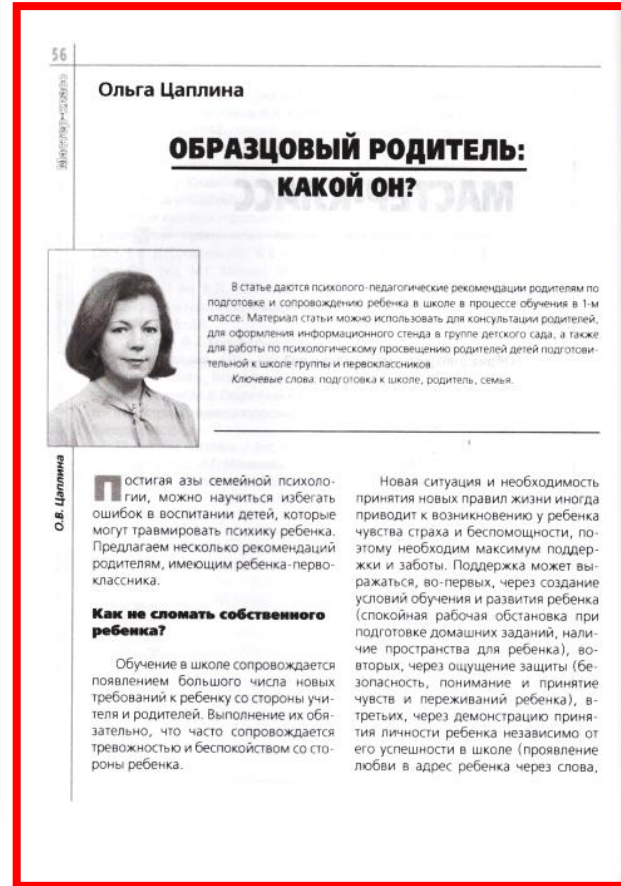 56
Мастер-класс
Ольга Цаплина
ОБРАЗЦОВЫЙ РОДИТЕЛЬ:
КАКОЙ ОН?
В статье даются психолого-педагогические рекомендации родителям по
подготовке и сопровождению ребенка в школе в процессе обучения в 1-м
классе. Материал статьи можно использовать для консультации родителей,
для оформления информационного стенда в группе детского сада, а также
для работы по психологическому просвещению родителей детей подготови-
тельной к школе группы и первоклассников.
Ключевые слова: подготовка к школе, родитель, семья.
О.В. Цаплина
Постигая азы семейной психоло-
гии, можно научиться избегать
ошибок в воспитании детей, которые
могут травмировать психику ребенка.
Предлагаем несколько рекомендаций
родителям, имеющим ребенка-перво-
классника.
Как не сломать собственного
ребенка?
Обучение в школе сопровождается
появлением большого числа новых
требований к ребенку со стороны учи-
теля и родителей. Выполнение их обя-
зательно, что часто сопровождается
тревожностью и беспокойством со сто-
роны ребенка.
Новая ситуация и необходимость
принятия новых правил жизни иногда
приводит к возникновению у ребенка
чувства страха и беспомощности, по-
этому необходим максимум поддер-
жки и заботы. Поддержка может вы-
ражаться, во-первых, через создание
условий обучения и развития ребенка
(спокойная рабочая обстановка при
подготовке домашних заданий, нали-
чие пространства для ребенка), во-
вторых, через ощущение защиты (бе-
зопасность, понимание и принятие
чувств и переживаний ребенка), в-
третьих, через демонстрацию приня-
тия личности ребенка независимо от
его успешности в школе (проявление
любви в адрес ребенка через слова,